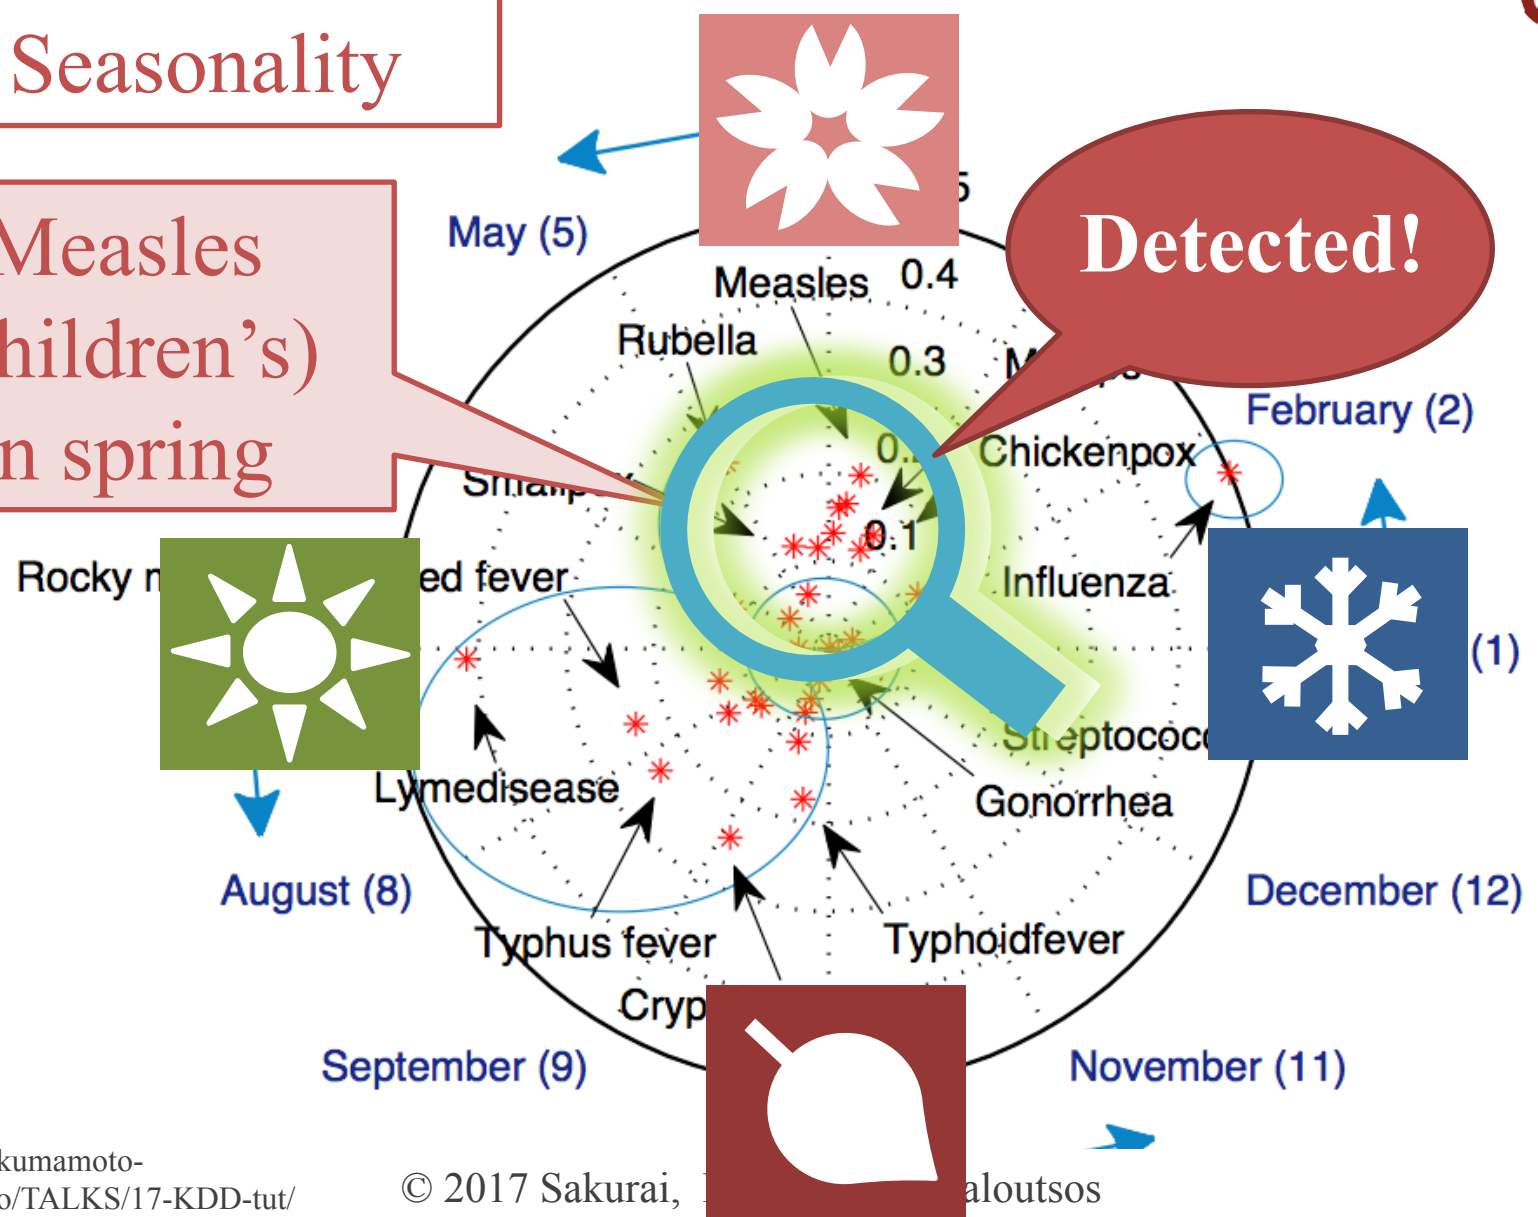 Seasonality
May (5)
5
Measles
hildren's)
n spring
Detected!
Measles
0.4
Rubella
0.3
February (2)
Chickenpox
0.1
Rocky m
ed fever
Influenza
(1)
Lymedisease
Gonorrhea
August (8)
December (12)
Typhus fever
Typhoidfever
Cryp
September (9)
November (11)
kumamoto-
o/TALKS/17-KDD-tut/
© 2017 Sakurai,
aloutsos